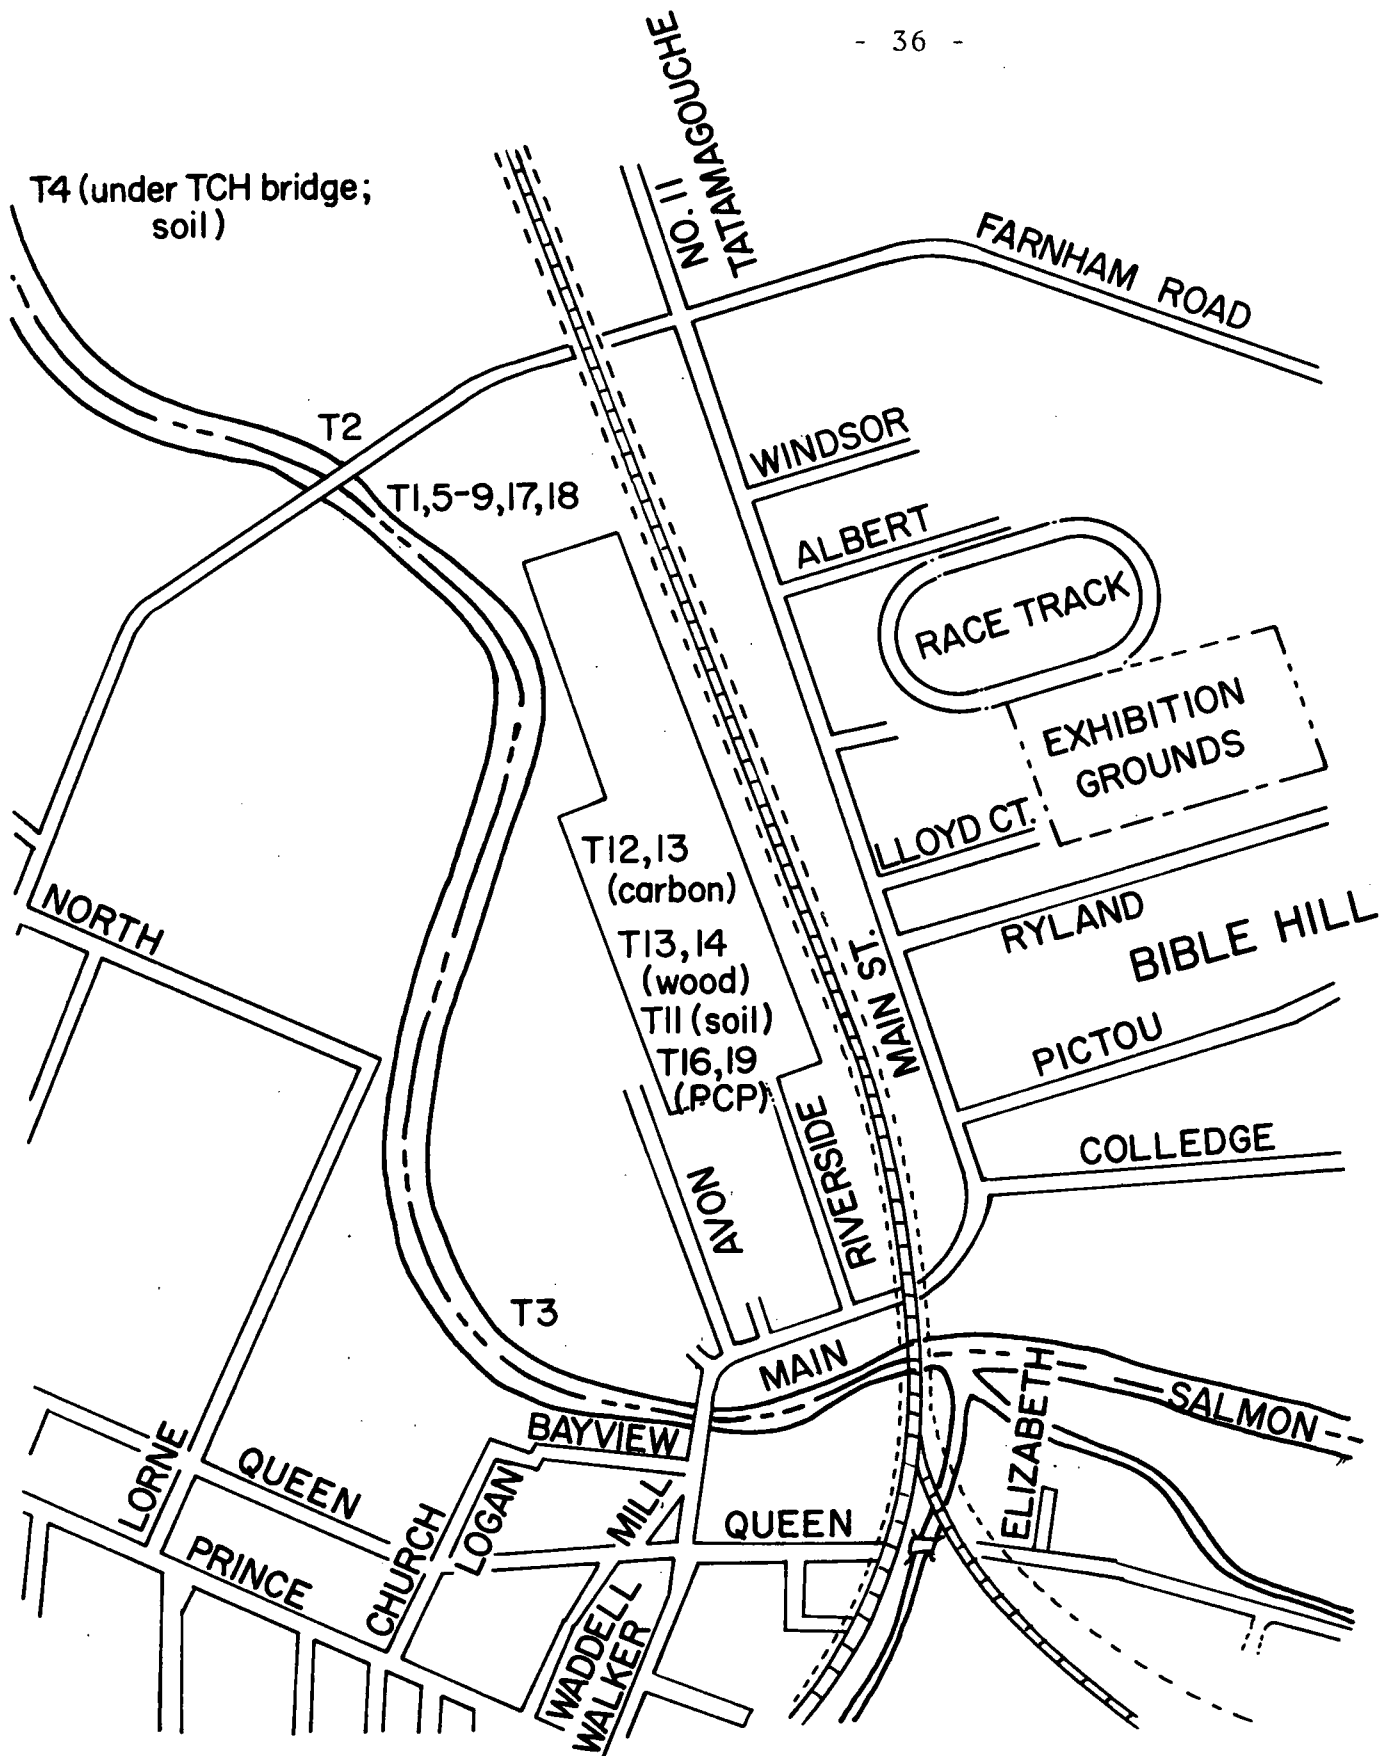 - 36 -
NO. 11
TATAMAGOUCHE
T4 (under TCH bridge;
soil)
FARNHAM ROAD
T2
WINDSOR
T1,5-9,17,18
ALBERT
RACE TRACK
EXHIBITION
GROUNDS
LLOYD CT.
T12,13
(carbon)
NORTH
RYLAND
BIBLE HILL
T13,14
(wood)
MAIN ST.
T11 (soil)
PICTOU
T16,19
(PCP)
RIVERSIDE
COLLEDGE
AVON
T3
MAIN
ELIZABETH
SALMON
BAYVIEW
LORNE
QUEEN
CHURCH
LOGAN
MILL
QUEEN
PRINCE
WADDELL
WALKER